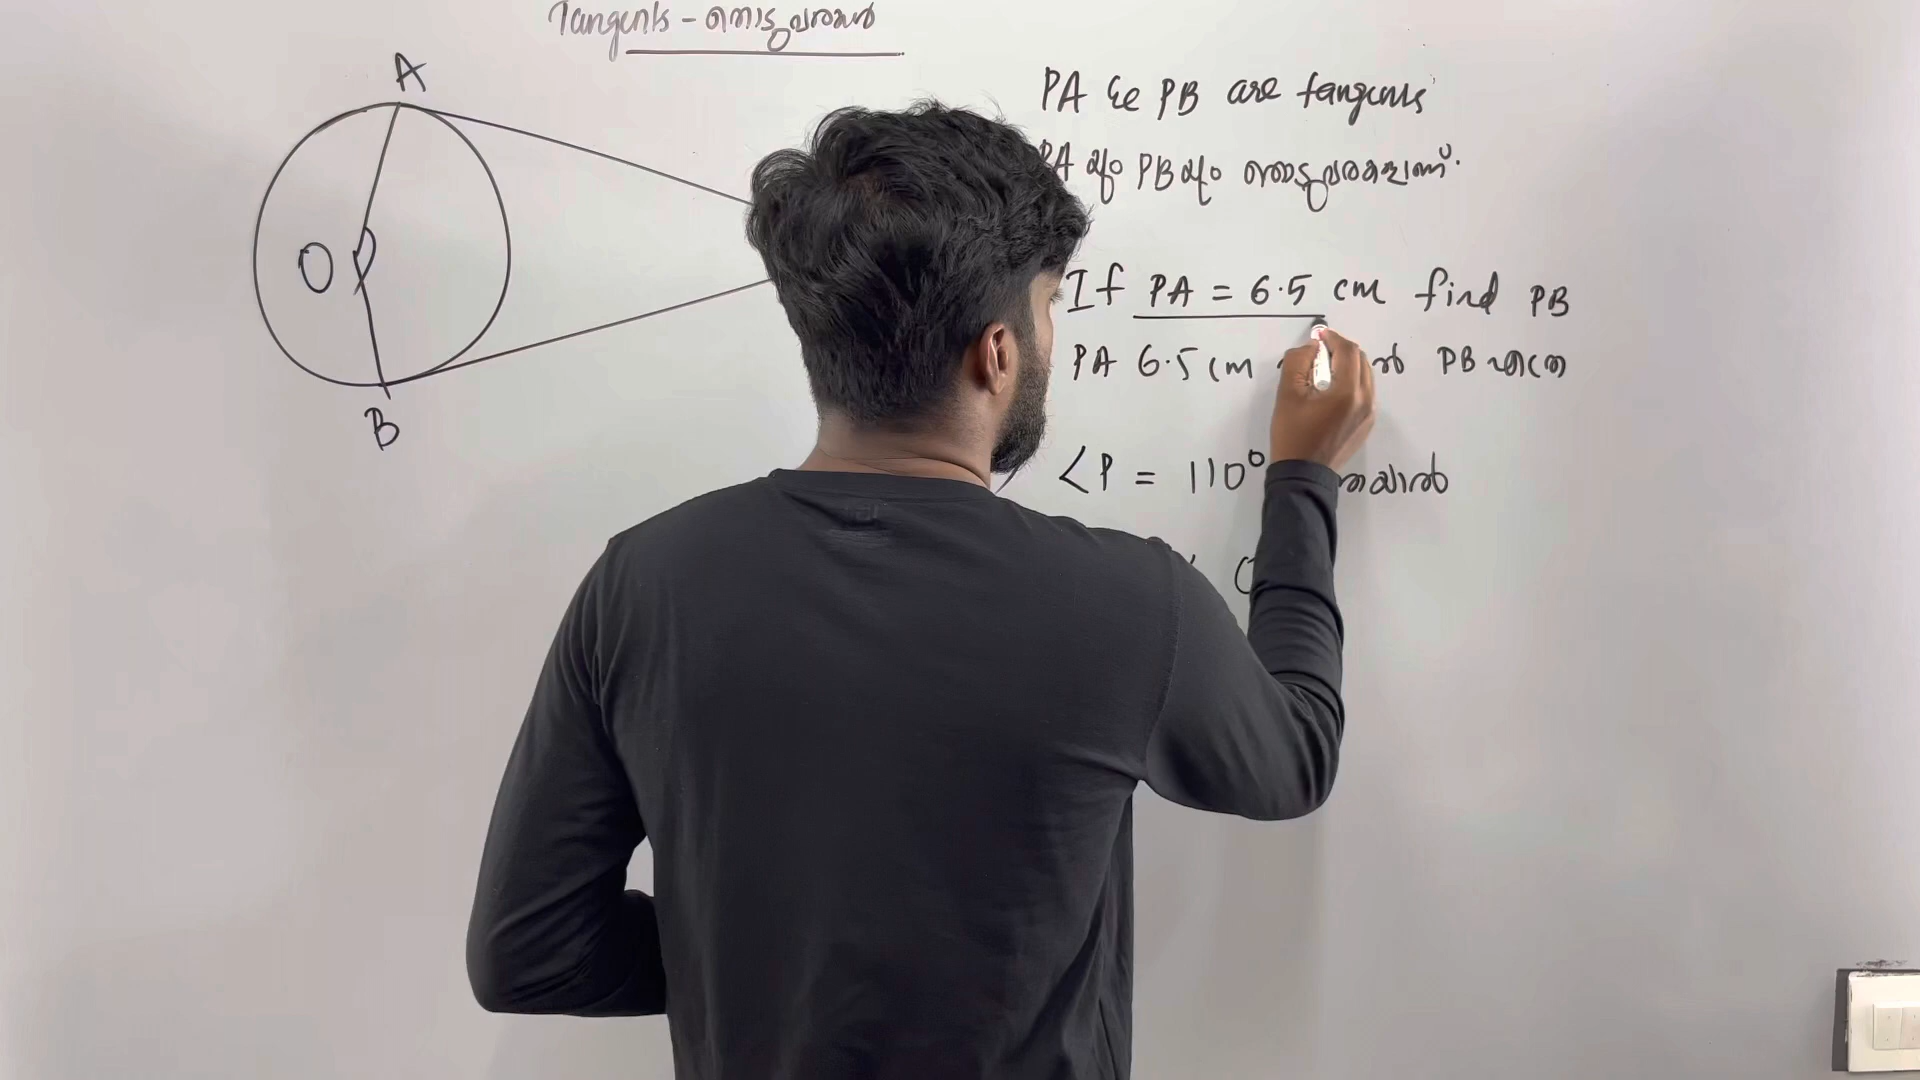 Tangents - തൊടുവരകൾ
A
O
B
PA & PB are tangents
PA യും PB യും തൊടുവരകളാണ്.
If PA = 6.5 cm find PB
PA 6.5 cm PB എത്ര
<P = 110°